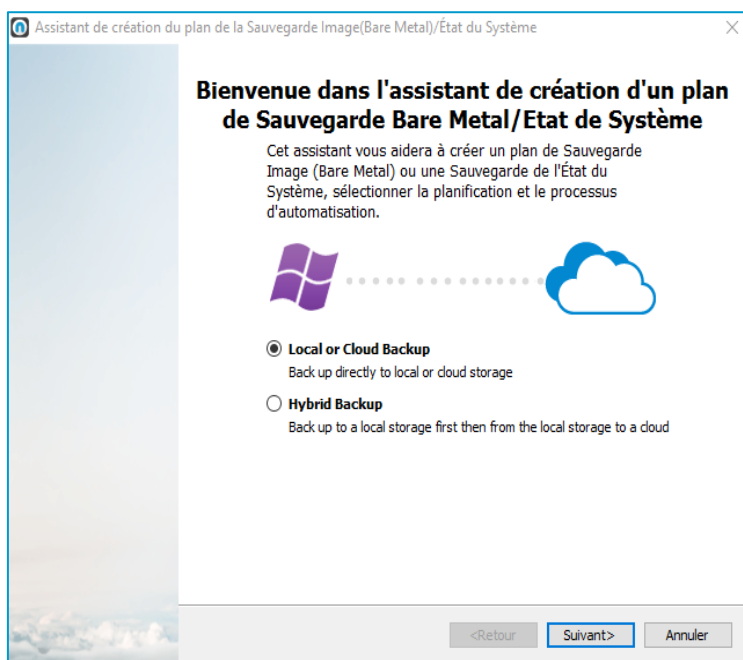 Assistant de création du plan de la Sauvegarde Image(Bare Metal)/État du Système
Bienvenue dans l'assistant de création d'un plan
de Sauvegarde Bare Metal/Etat de Système
Cet assistant vous aidera à créer un plan de Sauvegarde
Image (Bare Metal) ou une Sauvegarde de l'État du
Système, sélectionner la planification et le processus
d'automatisation.
Local or Cloud Backup
Back up directly to local or cloud storage
Hybrid Backup
Back up to a local storage first then from the local storage to a cloud
<Retour
Suivant>
Annuler